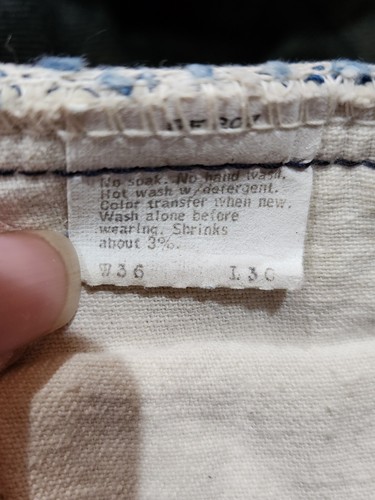 No soak. No hand wash.
Hot wash w/detergent.
Color transfer when new.
Wash alone before
wearing. Shrinks
about 3%.
W36 L30